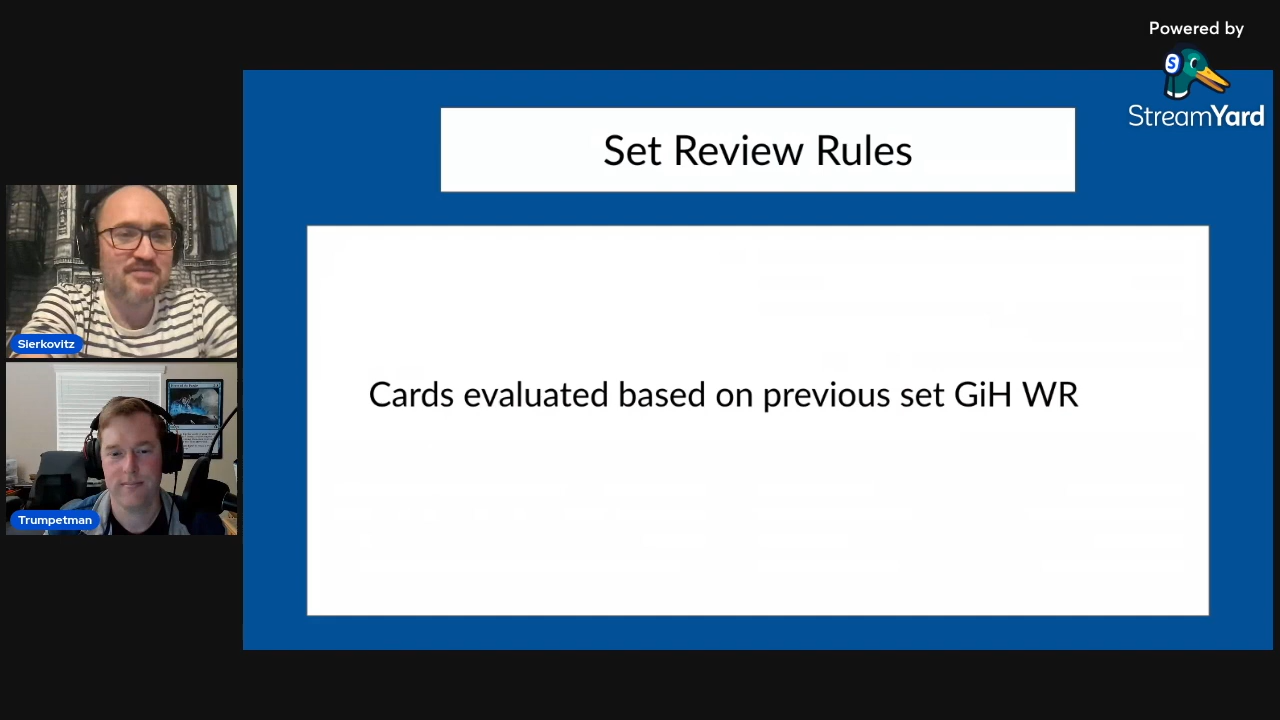 Powered by
StreamYard
Set Review Rules
Cards evaluated based on previous set GiH WR
Sierkovitz
Trumpetman